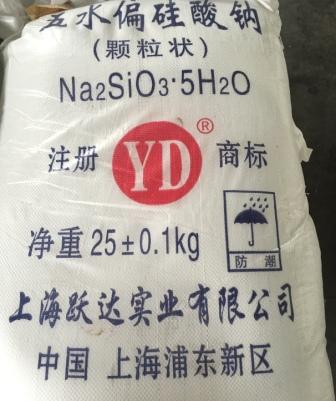 五水偏硅酸钠
(颗粒状)
Na2SiO3·5H2O
注册 YD® 商标
净重 25±0.1kg
防潮
上海跃达实业有限公司
中国 上海浦东新区